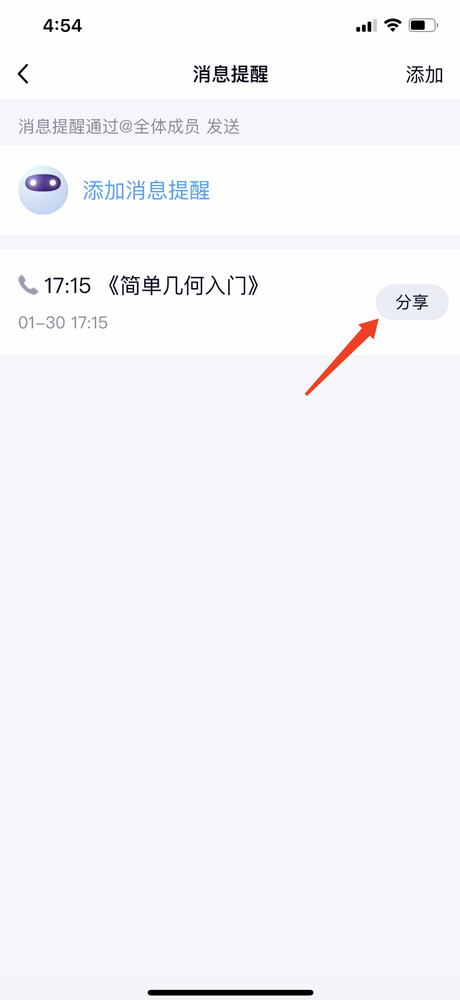 4:54
消息提醒
添加
消息提醒通过@全体成员 发送
添加消息提醒
17:15 《简单几何入门》
分享
01-30 17:15